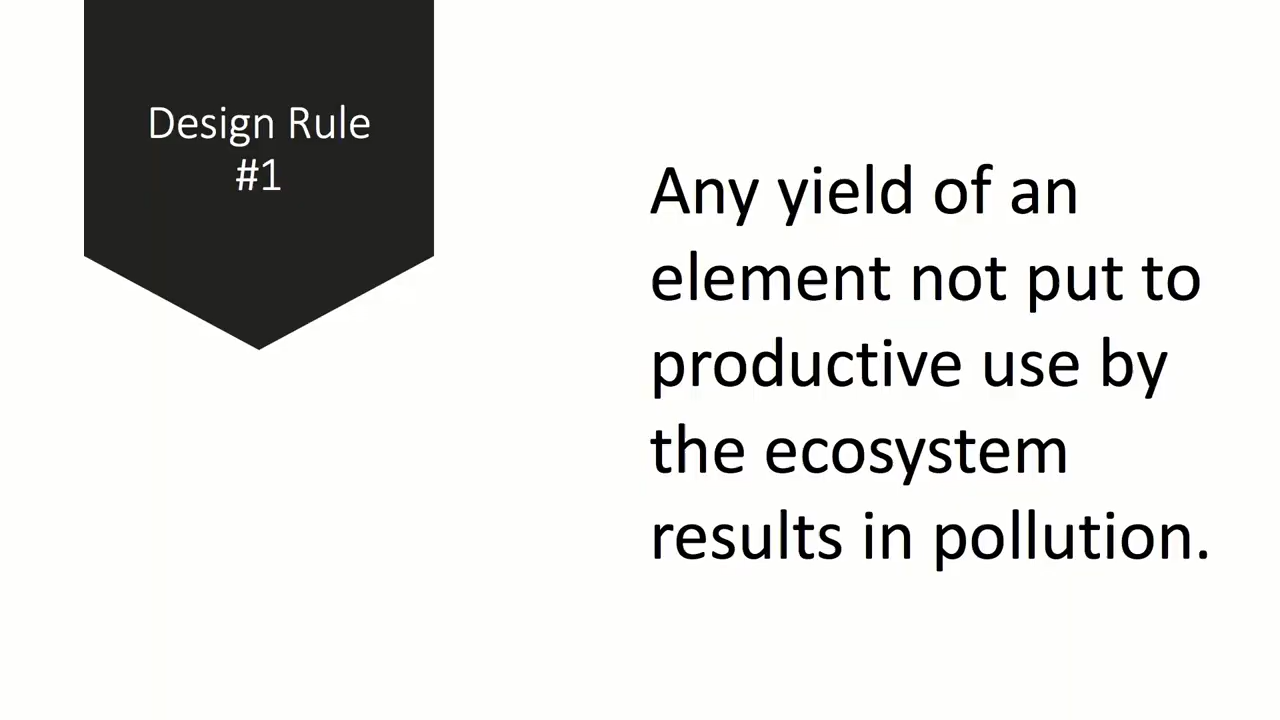 Design Rule
#1
Any yield of an
element not put to
productive use by
the ecosystem
results in pollution.